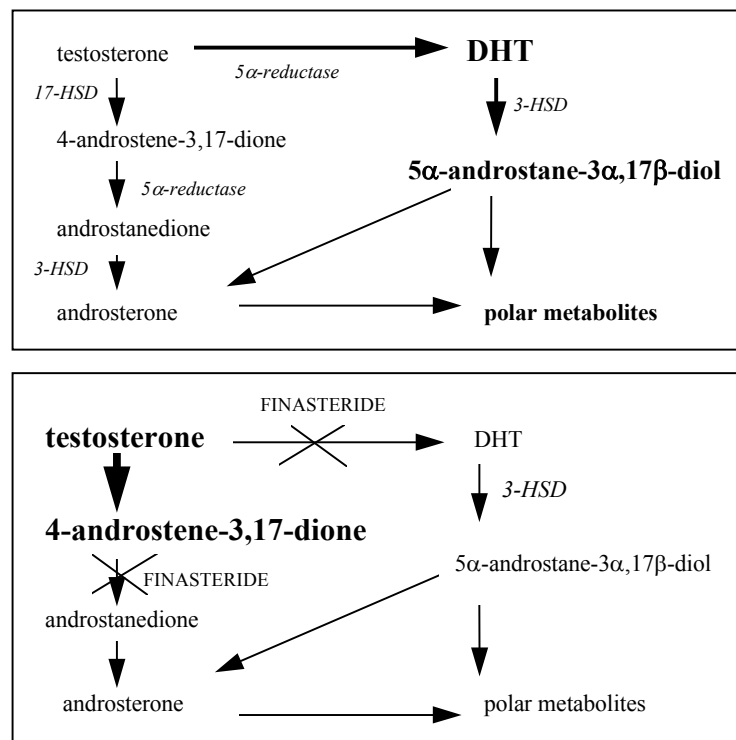 testosterone
DHT
5α-reductase
17-HSD
3-HSD
4-androstene-3,17-dione
5α-androstane-3α,17β-diol
5α-reductase
androstanedione
3-HSD
androsterone
polar metabolites
FINASTERIDE
testosterone
DHT
3-HSD
4-androstene-3,17-dione
5α-androstane-3α,17β-diol
FINASTERIDE
androstanedione
androsterone
polar metabolites